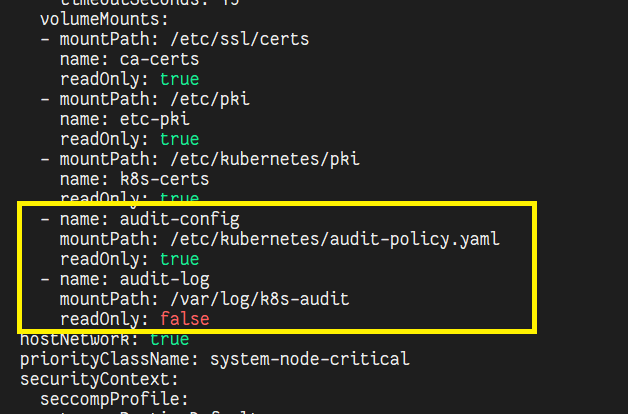 timeoutSeconds: 15
volumeMounts:
- mountPath: /etc/ssl/certs
name: ca-certs
readOnly: true
- mountPath: /etc/pki
name: etc-pki
readOnly: true
- mountPath: /etc/kubernetes/pki
name: k8s-certs
readOnly: true
- name: audit-config
mountPath: /etc/kubernetes/audit-policy.yaml
readOnly: true
- name: audit-log
mountPath: /var/log/k8s-audit
readOnly: false
hostNetwork: true
priorityClassName: system-node-critical
securityContext:
seccompProfile: